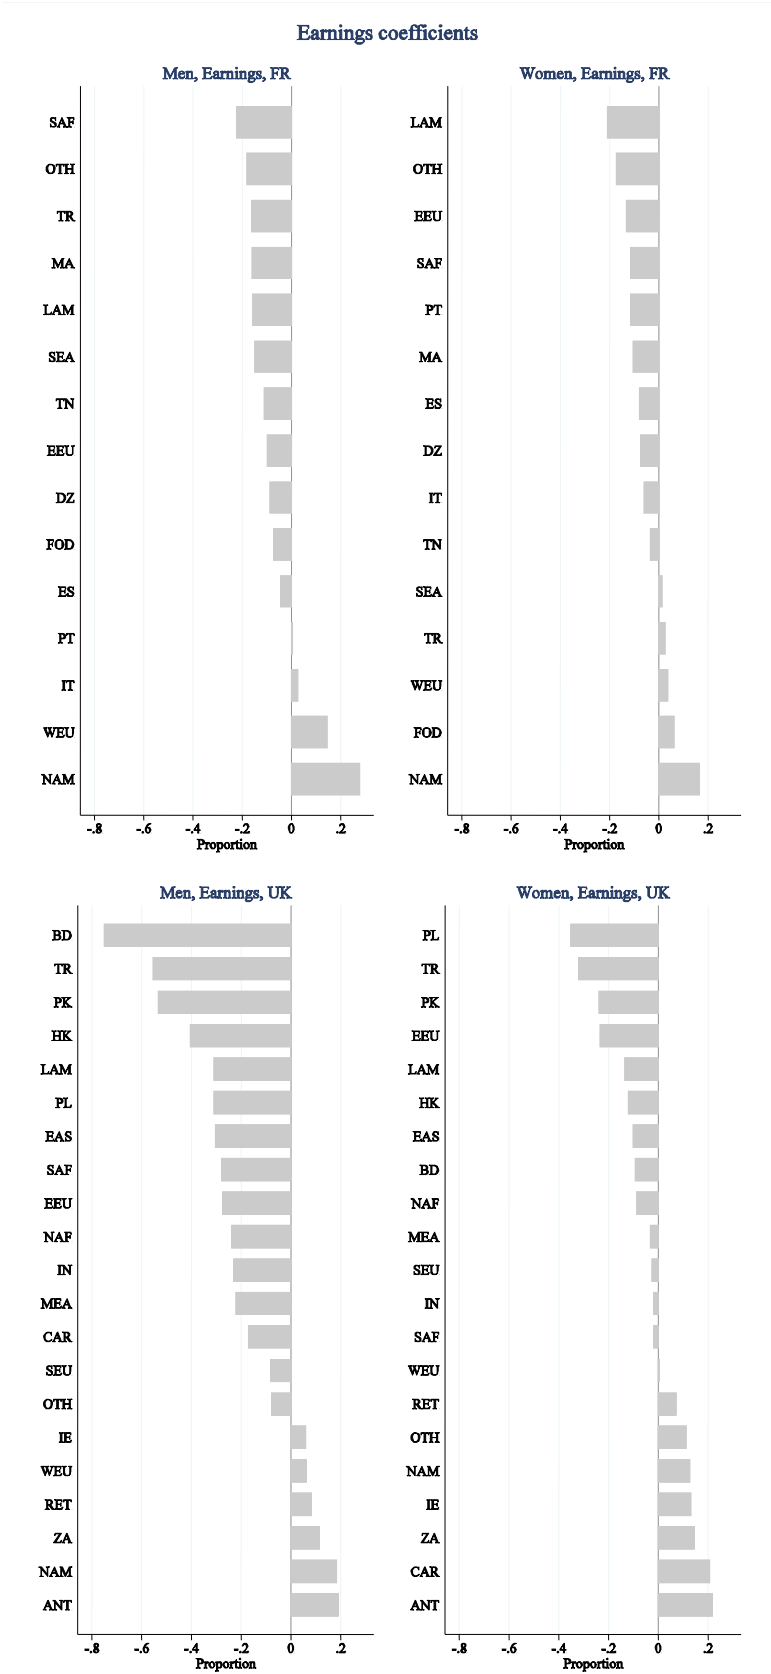 Earnings coefficients
Men, Earnings, FR
SAF
OTH
TR
MA
LAM
SEA
TN
EEU
DZ
FOD
ES
PT
IT
WEU
NAM
-.8 -.6 -.4 -.2 0 .2
Proportion
Women, Earnings, FR
LAM
OTH
EEU
SAF
PT
MA
ES
DZ
IT
TN
SEA
TR
WEU
FOD
NAM
-.8 -.6 -.4 -.2 0 .2
Proportion
Men, Earnings, UK
BD
TR
PK
HK
LAM
PL
EAS
SAF
EEU
NAF
IN
MEA
CAR
SEU
OTH
IE
WEU
RET
ZA
NAM
ANT
-.8 -.6 -.4 -.2 0 .2
Proportion
Women, Earnings, UK
PL
TR
PK
EEU
LAM
HK
EAS
BD
NAF
MEA
SEU
IN
SAF
WEU
RET
OTH
NAM
IE
ZA
CAR
ANT
-.8 -.6 -.4 -.2 0 .2
Proportion